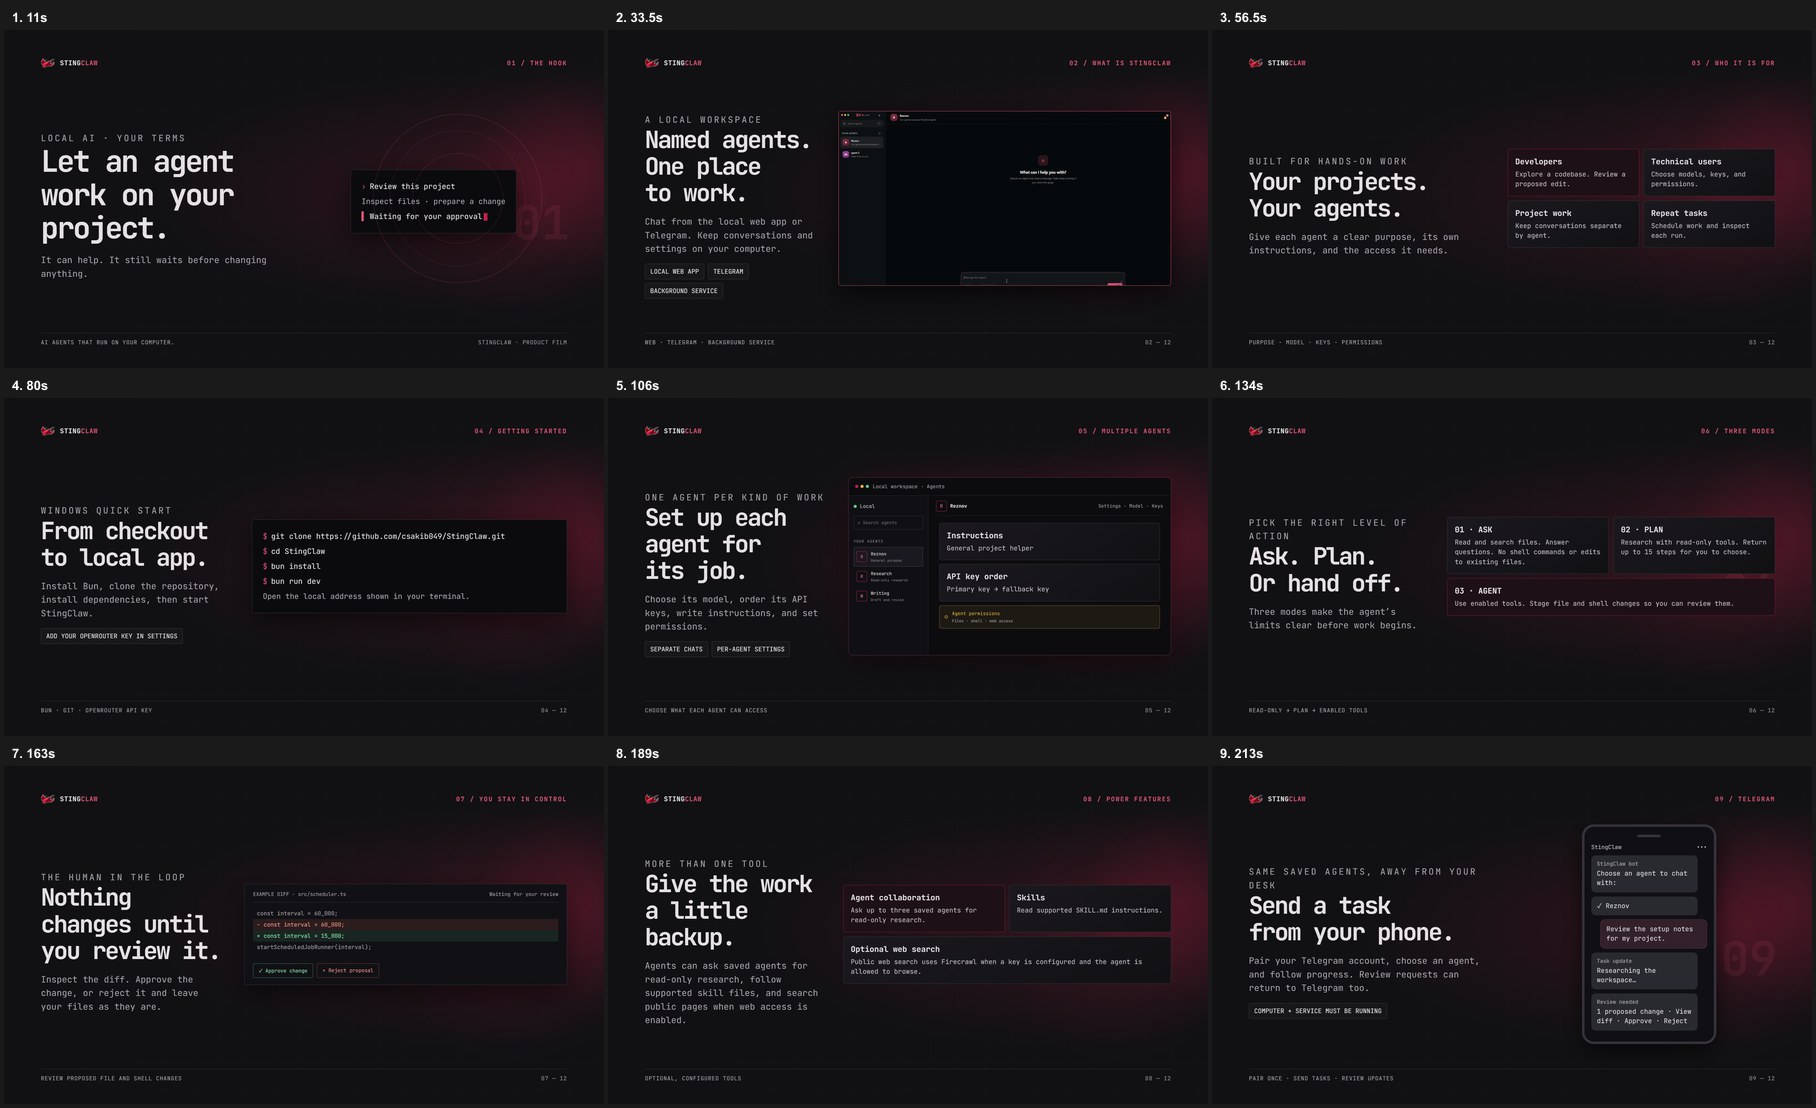 1. 11s
STINGCLAW
01 / THE HOOK
LOCAL AI · YOUR TERMS
Let an agent
work on your
project.
It can help. It still waits before changing
anything.
› Review this project
Inspect files · prepare a change
Waiting for your approval
01
AI AGENTS THAT RUN ON YOUR COMPUTER.
STINGCLAW · PRODUCT FILM
2. 33.5s
STINGCLAW
02 / WHAT IS STINGCLAW
A LOCAL WORKSPACE
Named agents.
One place
to work.
Chat from the local web app or
Telegram. Keep conversations and
settings on your computer.
LOCAL WEB APP
TELEGRAM
BACKGROUND SERVICE
Reznov
What can I help you with?
WEB · TELEGRAM · BACKGROUND SERVICE
02 — 12
3. 56.5s
STINGCLAW
03 / WHO IT IS FOR
BUILT FOR HANDS-ON WORK
Your projects.
Your agents.
Give each agent a clear purpose, its own
instructions, and the access it needs.
Developers
Explore a codebase. Review a
proposed edit.
Technical users
Choose models, keys, and
permissions.
Project work
Keep conversations separate
by agent.
Repeat tasks
Schedule work and inspect
each run.
PURPOSE · MODEL · KEYS · PERMISSIONS
03 — 12
4. 80s
STINGCLAW
04 / GETTING STARTED
WINDOWS QUICK START
From checkout
to local app.
Install Bun, clone the repository,
install dependencies, then start
StingClaw.
ADD YOUR OPENROUTER KEY IN SETTINGS
$ git clone https://github.com/csakib049/StingClaw.git
$ cd StingClaw
$ bun install
$ bun run dev
Open the local address shown in your terminal.
BUN · GIT · OPENROUTER API KEY
04 — 12
5. 106s
STINGCLAW
05 / MULTIPLE AGENTS
ONE AGENT PER KIND OF WORK
Set up each
agent for
its job.
Choose its model, order its API
keys, write instructions, and set
permissions.
SEPARATE CHATS
PER-AGENT SETTINGS
Local workspace · Agents
Local
Search agents
YOUR AGENTS
R Reznov
General purpose
R Research
Read-only research
W Writing
Draft and revise
R Reznov
Settings · Model · Keys
Instructions
General project helper
API key order
Primary key → fallback key
Agent permissions
Files · shell · web access
CHOOSE WHAT EACH AGENT CAN ACCESS
05 — 12
6. 134s
STINGCLAW
06 / THREE MODES
PICK THE RIGHT LEVEL OF
ACTION
Ask. Plan.
Or hand off.
Three modes make the agent's
limits clear before work begins.
01 · ASK
Read and search files. Answer
questions. No shell commands or edits
to existing files.
02 · PLAN
Research with read-only tools. Return
up to 15 steps for you to choose.
03 · AGENT
Use enabled tools. Stage file and shell changes so you can review them.
READ-ONLY → PLAN → ENABLED TOOLS
06 — 12
7. 163s
STINGCLAW
07 / YOU STAY IN CONTROL
THE HUMAN IN THE LOOP
Nothing
changes until
you review it.
Inspect the diff. Approve the
change, or reject it and leave
your files as they are.
EXAMPLE DIFF · src/scheduler.ts
Waiting for your review
const interval = 60_000;
- const interval = 60_000;
+ const interval = 15_000;
startScheduledJobRunner(interval);
✓ Approve change
× Reject proposal
REVIEW PROPOSED FILE AND SHELL CHANGES
07 — 12
8. 189s
STINGCLAW
08 / POWER FEATURES
MORE THAN ONE TOOL
Give the work
a little
backup.
Agents can ask saved agents for
read-only research, follow
supported skill files, and search
public pages when web access is
enabled.
Agent collaboration
Ask up to three saved agents for
read-only research.
Skills
Read supported SKILL.md instructions.
Optional web search
Public web search uses Firecrawl when a key is configured and the agent is
allowed to browse.
OPTIONAL, CONFIGURED TOOLS
08 — 12
9. 213s
STINGCLAW
09 / TELEGRAM
SAME SAVED AGENTS, AWAY FROM YOUR
DESK
Send a task
from your phone.
Pair your Telegram account, choose an agent,
and follow progress. Review requests can
return to Telegram too.
COMPUTER + SERVICE MUST BE RUNNING
StingClaw
StingClaw bot
Choose an agent to chat
with:
✓ Reznov
Review the setup notes
for my project.
Task update
Researching the
workspace…
Review needed
1 proposed change · View
diff · Approve · Reject
09
PAIR ONCE · SEND TASKS · REVIEW UPDATES
09 — 12